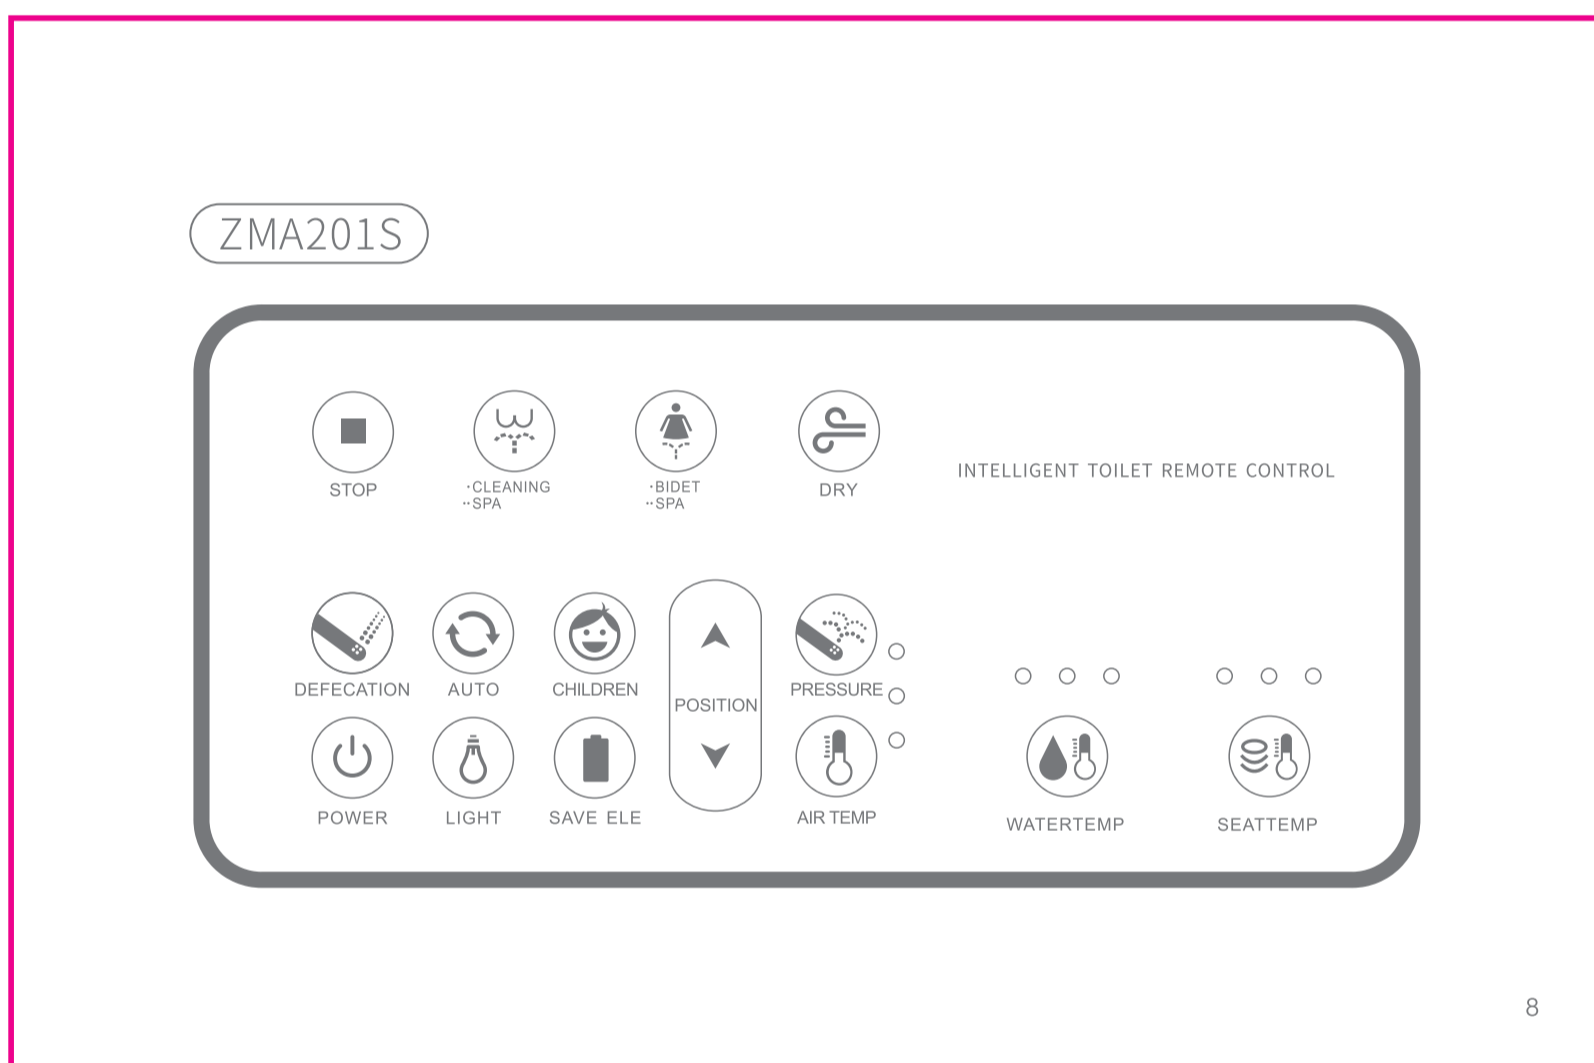 ZMA201S
STOP
·CLEANING
··SPA
·BIDET
··SPA
DRY
INTELLIGENT TOILET REMOTE CONTROL
DEFECATION
AUTO
CHILDREN
POSITION
PRESSURE
POWER
LIGHT
SAVE ELE
AIR TEMP
WATERTEMP
SEATTEMP
8